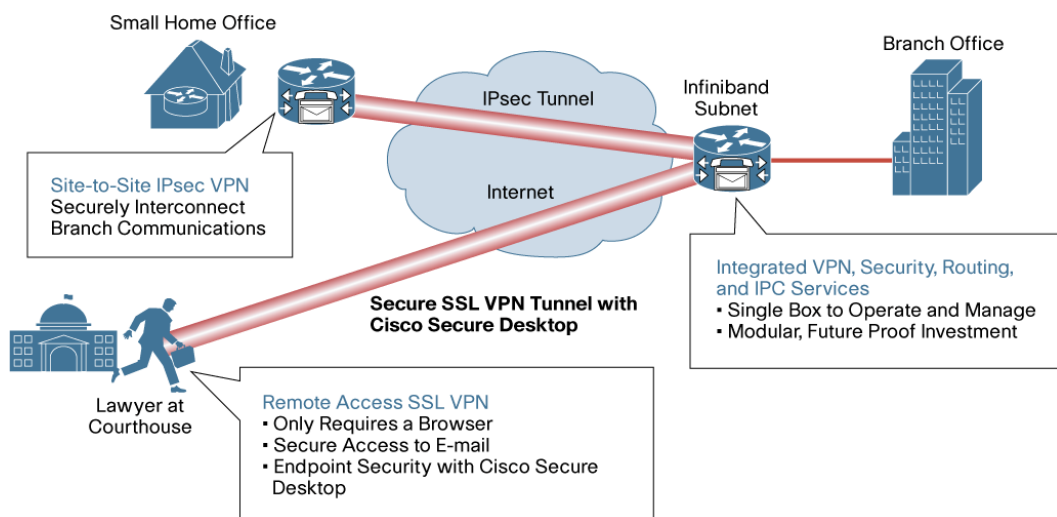 Small Home Office
Branch Office
Infiniband
Subnet
IPsec Tunnel
Internet
Site-to-Site IPsec VPN
Securely Interconnect
Branch Communications
Integrated VPN, Security, Routing,
and IPC Services
▪ Single Box to Operate and Manage
▪ Modular, Future Proof Investment
Secure SSL VPN Tunnel with
Cisco Secure Desktop
Lawyer at
Courthouse
Remote Access SSL VPN
▪ Only Requires a Browser
▪ Secure Access to E-mail
▪ Endpoint Security with Cisco Secure
Desktop